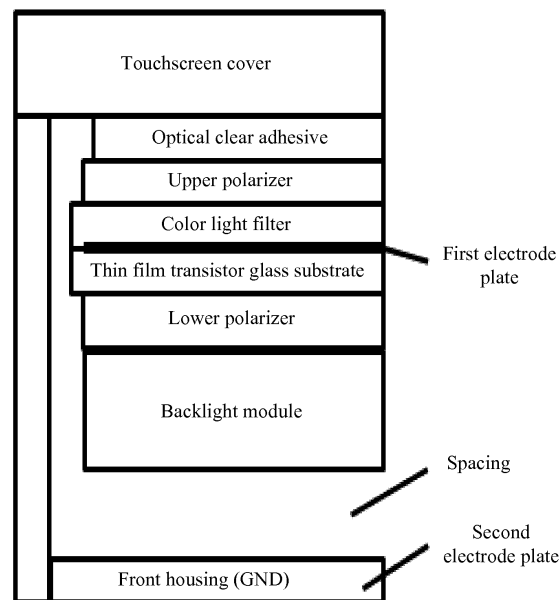 Touchscreen cover
Optical clear adhesive
Upper polarizer
Color light filter
First electrode
plate
Thin film transistor glass substrate
Lower polarizer
Backlight module
Spacing
Second
electrode plate
Front housing (GND)